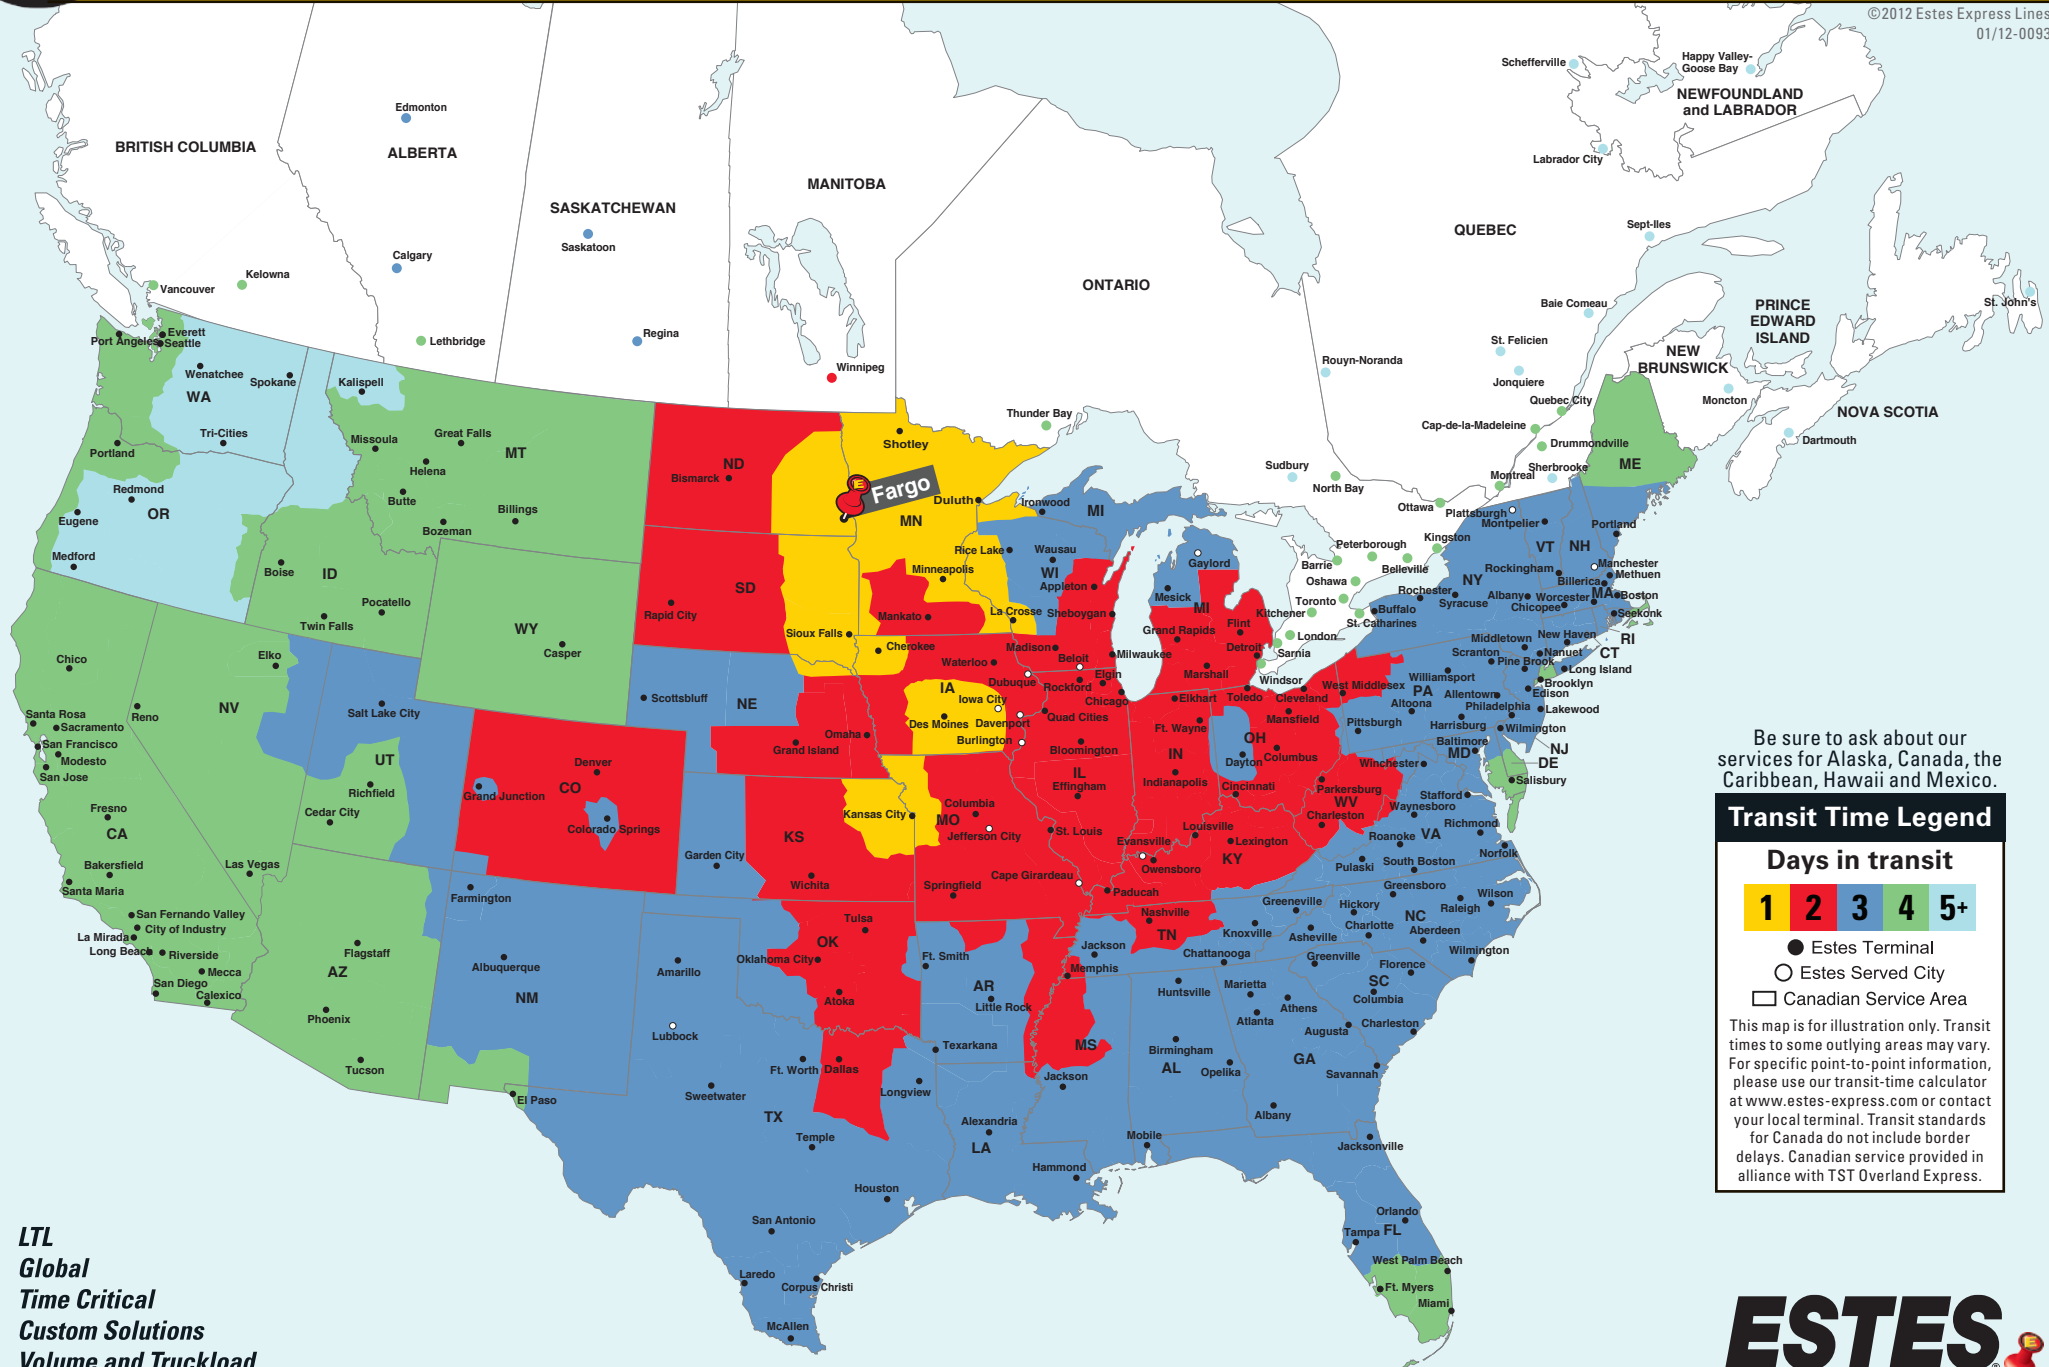 ©2012 Estes Express Lines
01/12-0093
Schefferville
Happy Valley-
Goose Bay
NEWFOUNDLAND
and LABRADOR
Labrador City
Edmonton
BRITISH COLUMBIA
ALBERTA
MANITOBA
SASKATCHEWAN
Saskatoon
QUEBEC
Sept-Iles
Calgary
Kelowna
Vancouver
ONTARIO
Baie Comeau
PRINCE
EDWARD
ISLAND
St. John's
Lethbridge
Regina
Winnipeg
Rouyn-Noranda
St. Felicien
Jonquiere
NEW
BRUNSWICK
Moncton
NOVA SCOTIA
Dartmouth
Quebec City
Cap-de-la-Madeleine
Drummondville
Sherbrooke
Montreal
Thunder Bay
Sudbury
North Bay
Ottawa
Kingston
Peterborough
Belleville
Barrie
Oshawa
Toronto
Kitchener
St. Catharines
London
Sarnia
Windsor
Port Angeles
Everett
Seattle
Wenatchee
Spokane
WA
Tri-Cities
Portland
Redmond
OR
Eugene
Medford
Kalispell
Missoula
Great Falls
MT
Helena
Butte
Bozeman
Billings
Boise
ID
Pocatello
Twin Falls
WY
Casper
ND
Bismarck
Fargo
E
SD
Rapid City
Sioux Falls
Shotley
Duluth
MN
Minneapolis
Mankato
Rice Lake
La Crosse
Ironwood
MI
Wausau
WI
Appleton
Sheboygan
Madison
Milwaukee
Beloit
Gaylord
Mesick
MI
Grand Rapids
Flint
Detroit
Marshall
Chico
Santa Rosa
Sacramento
San Francisco
Modesto
San Jose
Fresno
CA
Bakersfield
Santa Maria
San Fernando Valley
City of Industry
La Mirada
Long Beach
Riverside
Mecca
San Diego
Calexico
Elko
NV
Reno
Las Vegas
Salt Lake City
UT
Richfield
Cedar City
Flagstaff
AZ
Phoenix
Tucson
Scottsbluff
NE
Grand Island
Omaha
Denver
Grand Junction
CO
Colorado Springs
Cherokee
Waterloo
IA
Iowa City
Des Moines
Dubuque
Davenport
Burlington
Rockford
Elgin
Chicago
Quad Cities
Bloomington
IL
Effingham
Elkhart
Ft. Wayne
IN
Indianapolis
Toledo
Cleveland
West Middlesex
Mansfield
OH
Dayton
Columbus
Cincinnati
Kansas City
KS
Garden City
Wichita
Columbia
MO
Jefferson City
St. Louis
Springfield
Cape Girardeau
Evansville
Louisville
Lexington
KY
Owensboro
Paducah
Parkersburg
WV
Charleston
Farmington
Albuquerque
NM
Tulsa
OK
Oklahoma City
Atoka
Ft. Smith
AR
Little Rock
Texarkana
Nashville
TN
Jackson
Memphis
Knoxville
Greeneville
Chattanooga
Amarillo
Lubbock
Ft. Worth
Dallas
Longview
Sweetwater
El Paso
TX
Temple
Houston
San Antonio
Laredo
Corpus Christi
McAllen
MS
Jackson
Alexandria
LA
Hammond
Huntsville
Birmingham
AL
Opelika
Mobile
Marietta
Athens
Atlanta
Augusta
GA
Savannah
Albany
Jacksonville
Orlando
Tampa
FL
West Palm Beach
Ft. Myers
Miami
Hickory
Greensboro
Wilson
Raleigh
NC
Charlotte
Aberdeen
Asheville
Wilmington
Greenville
Florence
SC
Columbia
Charleston
Winchester
Stafford
Waynesboro
Richmond
Roanoke
VA
Pulaski
South Boston
Norfolk
ME
Plattsburgh
Montpelier
Portland
VT
NH
Rockingham
Manchester
Methuen
Billerica
NY
Rochester
Syracuse
Albany
Worcester
MA
Boston
Chicopee
Buffalo
Seekonk
RI
CT
Middletown
New Haven
Scranton
Nanuet
Pine Brook
Long Island
Williamsport
Brooklyn
PA
Allentown
Edison
Altoona
Philadelphia
Lakewood
Pittsburgh
Harrisburg
Wilmington
Baltimore
MD
NJ
DE
Salisbury
Be sure to ask about our
services for Alaska, Canada, the
Caribbean, Hawaii and Mexico.
Transit Time Legend
Days in transit
1 2 3 4 5+
Estes Terminal
Estes Served City
Canadian Service Area
This map is for illustration only. Transit
times to some outlying areas may vary.
For specific point-to-point information,
please use our transit-time calculator
at www.estes-express.com or contact
your local terminal. Transit standards
for Canada do not include border
delays. Canadian service provided in
alliance with TST Overland Express.
LTL
Global
Time Critical
Custom Solutions
Volume and Truckload
ESTES
E